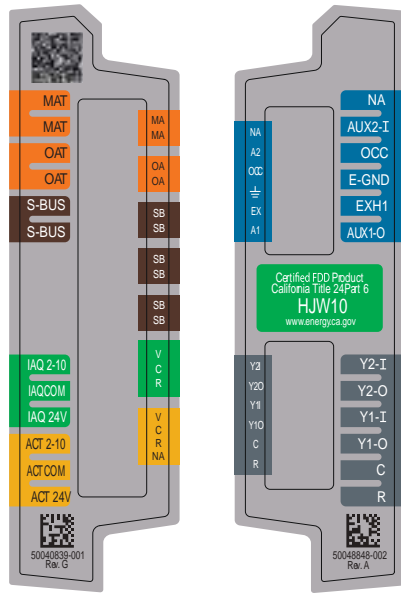 MAT
MAT
OAT
OAT
S-BUS
S-BUS
IAQ 2-10
IAQCOM
IAQ 24V
ACT 2-10
ACTCOM
ACT 24V
MA
MA
OA
OA
SB
SB
SB
SB
SB
SB
V
C
R
V
C
R
NA
50040839-001
Rev. G
NA
A2
OCC
EX
A1
NA
AUX2-I
OCC
E-GND
EXH1
AUX1-O
Certified FDD Product
California Title 24Part 6
HJW10
www.energy.ca.gov
Y2I
Y2O
Y1I
Y1O
C
R
Y2-I
Y2-O
Y1-I
Y1-O
C
R
50048848-002
Rev. A